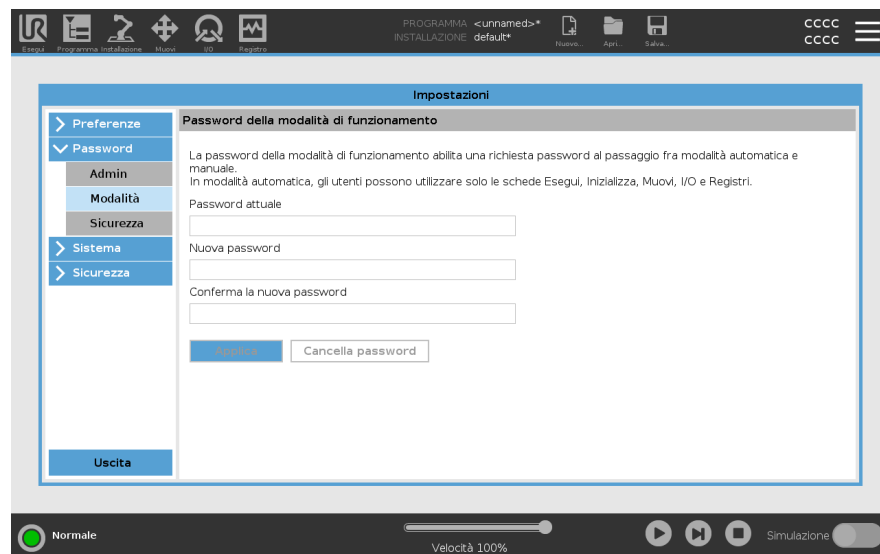 PROGRAMMA <unnamed>*
INSTALLAZIONE default*
Esegui Programma Installazione Muovi I/O Registro
Nuovo... Apri... Salva...
CCCC
CCCC
Impostazioni
Preferenze
Password
Admin
Modalità
Sicurezza
Sistema
Sicurezza
Uscita
Password della modalità di funzionamento
La password della modalità di funzionamento abilita una richiesta password al passaggio fra modalità automatica e
manuale.
In modalità automatica, gli utenti possono utilizzare solo le schede Esegui, Inizializza, Muovi, I/O e Registri.
Password attuale
Nuova password
Conferma la nuova password
Applica Cancella password
Normale
Velocità 100%
Simulazione